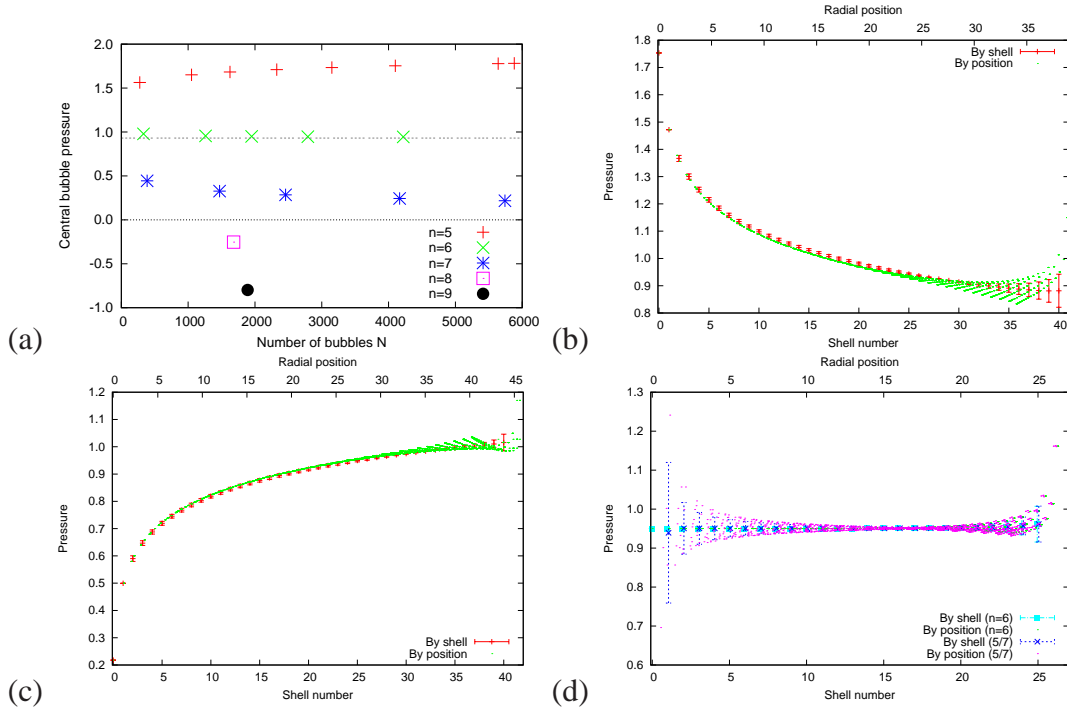 2.0
1.5
1.0
0.5
0.0
-0.5
-1.0
Central bubble pressure
0 1000 2000 3000 4000 5000 6000
Number of bubbles N
n=5
n=6
n=7
n=8
n=9
(a)
Radial position
0 5 10 15 20 25 30 35
1.8
1.7
1.6
1.5
1.4
1.3
1.2
1.1
1.0
0.9
0.8
Pressure
By shell
By position
0 5 10 15 20 25 30 35 40
Shell number
(b)
Radial position
0 5 10 15 20 25 30 35 40 45
1.2
1.1
1.0
0.9
0.8
0.7
0.6
0.5
0.4
0.3
0.2
Pressure
By shell
By position
0 5 10 15 20 25 30 35 40
Shell number
(c)
Radial position
0 5 10 15 20 25
1.3
1.2
1.1
1.0
0.9
0.8
0.7
0.6
Pressure
By shell (n=6)
By position (n=6)
By shell (5/7)
By position (5/7)
0 5 10 15 20 25
Shell number
(d)